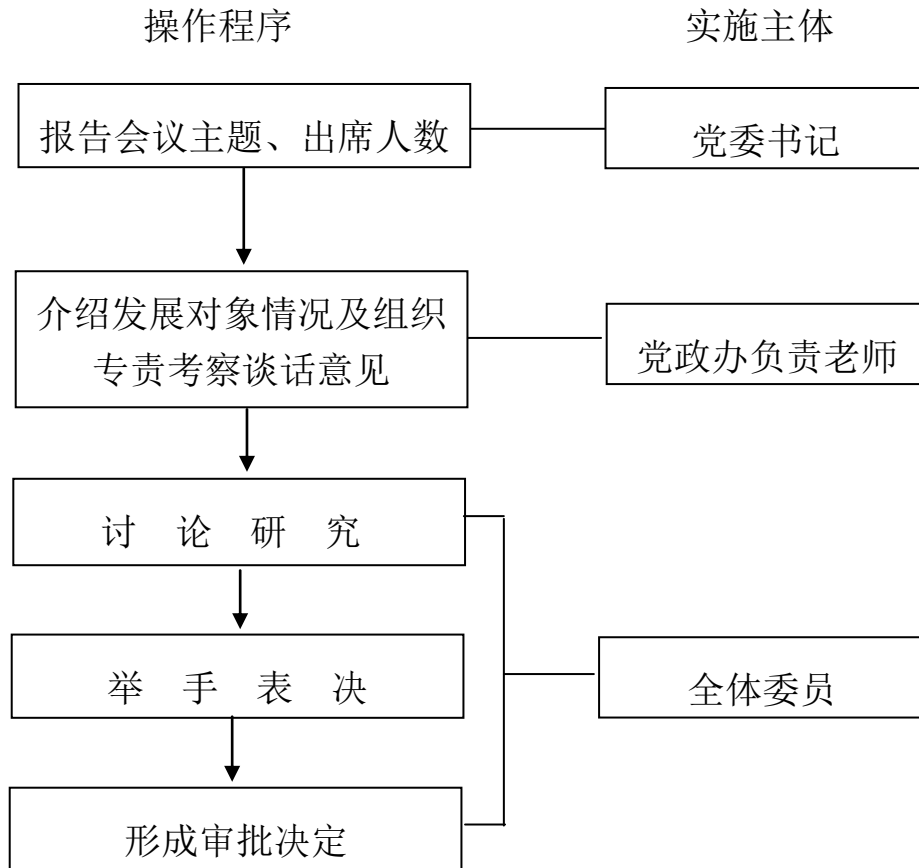 操作程序
实施主体
报告会议主题、出席人数
党委书记
介绍发展对象情况及组织
专责考察谈话意见
党政办负责老师
讨 论 研 究
举 手 表 决
全体委员
形成审批决定